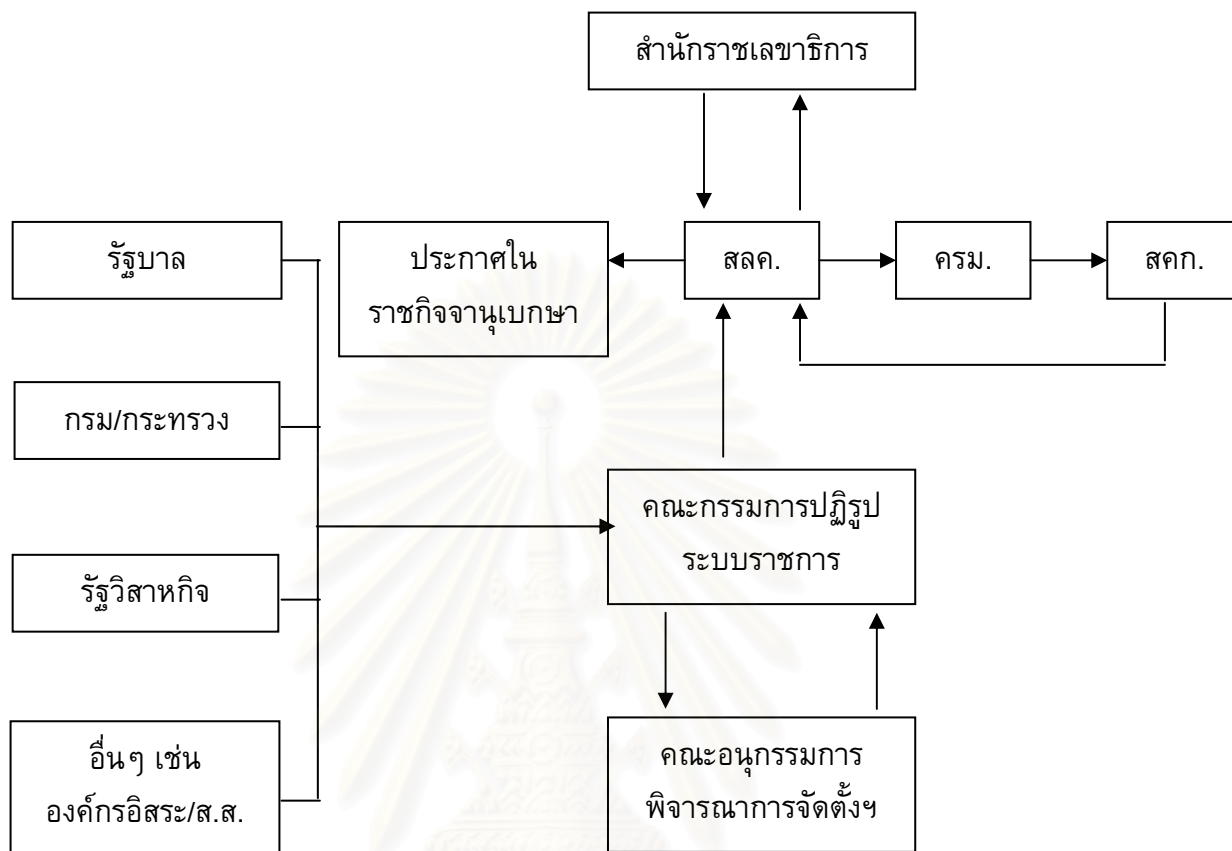 สำนักราชเลขาธิการ
รัฐบาล
ประกาศใน
ราชกิจจานุเบกษา
สลค.
ครม.
สคก.
กรม/กระทรวง
คณะกรรมการปฏิรูป
ระบบราชการ
รัฐวิสาหกิจ
อื่นๆ เช่น
องค์กรอิสระ/ส.ส.
คณะอนุกรรมการ
พิจารณาการจัดตั้งฯ